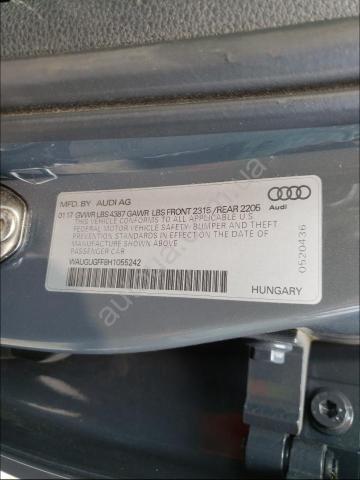 MFD. BY AUDI AG
01 17 GVWR LBS 4387 GAWR LBS FRONT 2315 /REAR 2205
THIS VEHICLE CONFORMS TO ALL APPLICABLE U.S.
FEDERAL MOTOR VEHICLE SAFETY- BUMPER AND THEFT
PREVENTION STANDARDS IN EFFECT ON THE DATE OF
MANUFACTURE SHOWN ABOVE.
PASSENGER CAR
WAUGUGFF8H1055242
Audi
0520436
HUNGARY